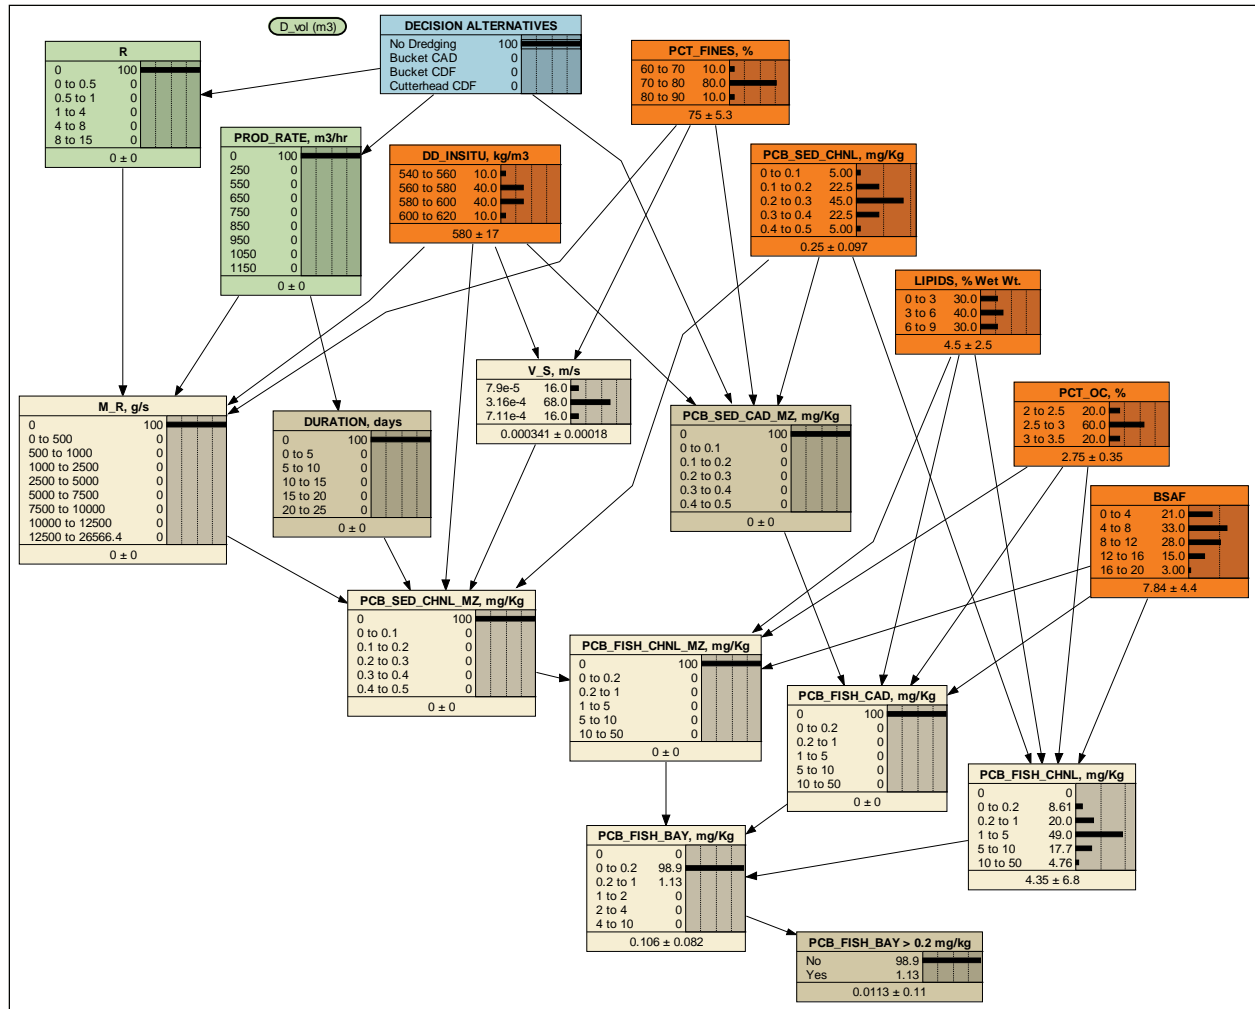 D_vol (m3)
DECISION ALTERNATIVES
No Dredging 100
Bucket CAD 0
Bucket CDF 0
Cutterhead CDF 0
R
0 100
0 to 0.5 0
0.5 to 1 0
1 to 4 0
4 to 8 0
8 to 15 0
0 ± 0
PCT_FINES, %
60 to 70 10.0
70 to 80 80.0
80 to 90 10.0
75 ± 5.3
PROD_RATE, m3/hr
0 100
250 0
550 0
650 0
750 0
850 0
950 0
1050 0
1150 0
0 ± 0
DD_INSITU, kg/m3
540 to 560 10.0
560 to 580 40.0
580 to 600 40.0
600 to 620 10.0
580 ± 17
PCB_SED_CHNL, mg/Kg
0 to 0.1 5.00
0.1 to 0.2 22.5
0.2 to 0.3 45.0
0.3 to 0.4 22.5
0.4 to 0.5 5.00
0.25 ± 0.097
LIPIDS, % Wet Wt.
0 to 3 30.0
3 to 6 40.0
6 to 9 30.0
4.5 ± 2.5
V_S, m/s
7.9e-5 16.0
3.16e-4 68.0
7.11e-4 16.0
0.000341 ± 0.00018
PCT_OC, %
2 to 2.5 20.0
2.5 to 3 60.0
3 to 3.5 20.0
2.75 ± 0.35
M_R, g/s
0 100
0 to 500 0
500 to 1000 0
1000 to 2500 0
2500 to 5000 0
5000 to 7500 0
7500 to 10000 0
10000 to 12500 0
12500 to 26566.4 0
0 ± 0
DURATION, days
0 100
0 to 5 0
5 to 10 0
10 to 15 0
15 to 20 0
20 to 25 0
0 ± 0
PCB_SED_CAD_MZ, mg/Kg
0 100
0 to 0.1 0
0.1 to 0.2 0
0.2 to 0.3 0
0.3 to 0.4 0
0.4 to 0.5 0
0 ± 0
BSAF
0 to 4 21.0
4 to 8 33.0
8 to 12 28.0
12 to 16 15.0
16 to 20 3.00
7.84 ± 4.4
PCB_SED_CHNL_MZ, mg/Kg
0 100
0 to 0.1 0
0.1 to 0.2 0
0.2 to 0.3 0
0.3 to 0.4 0
0.4 to 0.5 0
0 ± 0
PCB_FISH_CHNL_MZ, mg/Kg
0 100
0 to 0.2 0
0.2 to 1 0
1 to 5 0
5 to 10 0
10 to 50 0
0 ± 0
PCB_FISH_CAD, mg/Kg
0 100
0 to 0.2 0
0.2 to 1 0
1 to 5 0
5 to 10 0
10 to 50 0
0 ± 0
PCB_FISH_CHNL, mg/Kg
0 0
0 to 0.2 8.61
0.2 to 1 20.0
1 to 5 49.0
5 to 10 17.7
10 to 50 4.76
4.35 ± 6.8
PCB_FISH_BAY, mg/Kg
0 0
0 to 0.2 98.9
0.2 to 1 1.13
1 to 2 0
2 to 4 0
4 to 10 0
0.106 ± 0.082
PCB_FISH_BAY > 0.2 mg/kg
No 98.9
Yes 1.13
0.0113 ± 0.11